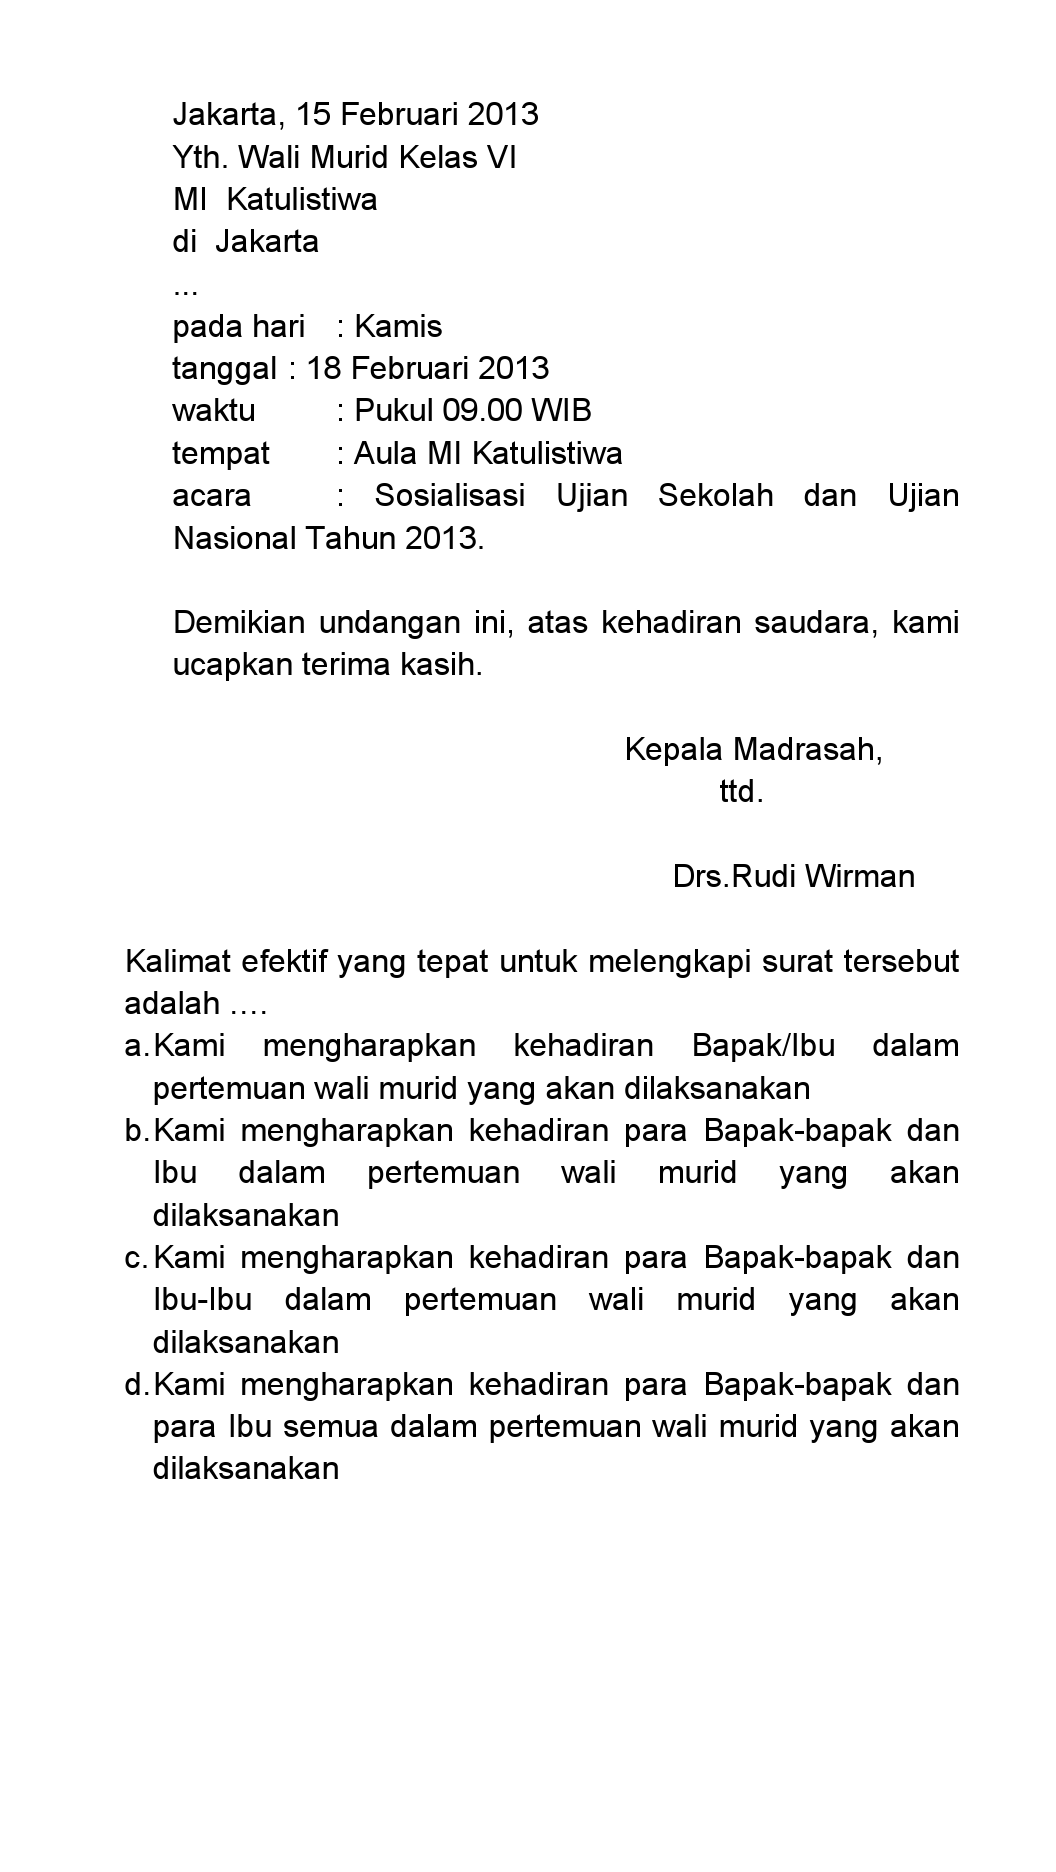 Jakarta, 15 Februari 2013
Yth. Wali Murid Kelas VI
MI  Katulistiwa
di  Jakarta
...
pada hari   : Kamis
tanggal : 18 Februari 2013
waktu       : Pukul 09.00 WIB
tempat      : Aula MI Katulistiwa
acara       : Sosialisasi Ujian Sekolah dan Ujian
Nasional Tahun 2013.
Demikian undangan ini, atas kehadiran saudara, kami
ucapkan terima kasih.
Kepala Madrasah,
ttd.
Drs.Rudi Wirman
Kalimat efektif yang tepat untuk melengkapi surat tersebut
adalah ....
a.Kami mengharapkan kehadiran Bapak/Ibu dalam
pertemuan wali murid yang akan dilaksanakan
b.Kami mengharapkan kehadiran para Bapak-bapak dan
Ibu dalam pertemuan wali murid yang akan
dilaksanakan
c.Kami mengharapkan kehadiran para Bapak-bapak dan
Ibu-Ibu dalam pertemuan wali murid yang akan
dilaksanakan
d.Kami mengharapkan kehadiran para Bapak-bapak dan
para Ibu semua dalam pertemuan wali murid yang akan
dilaksanakan